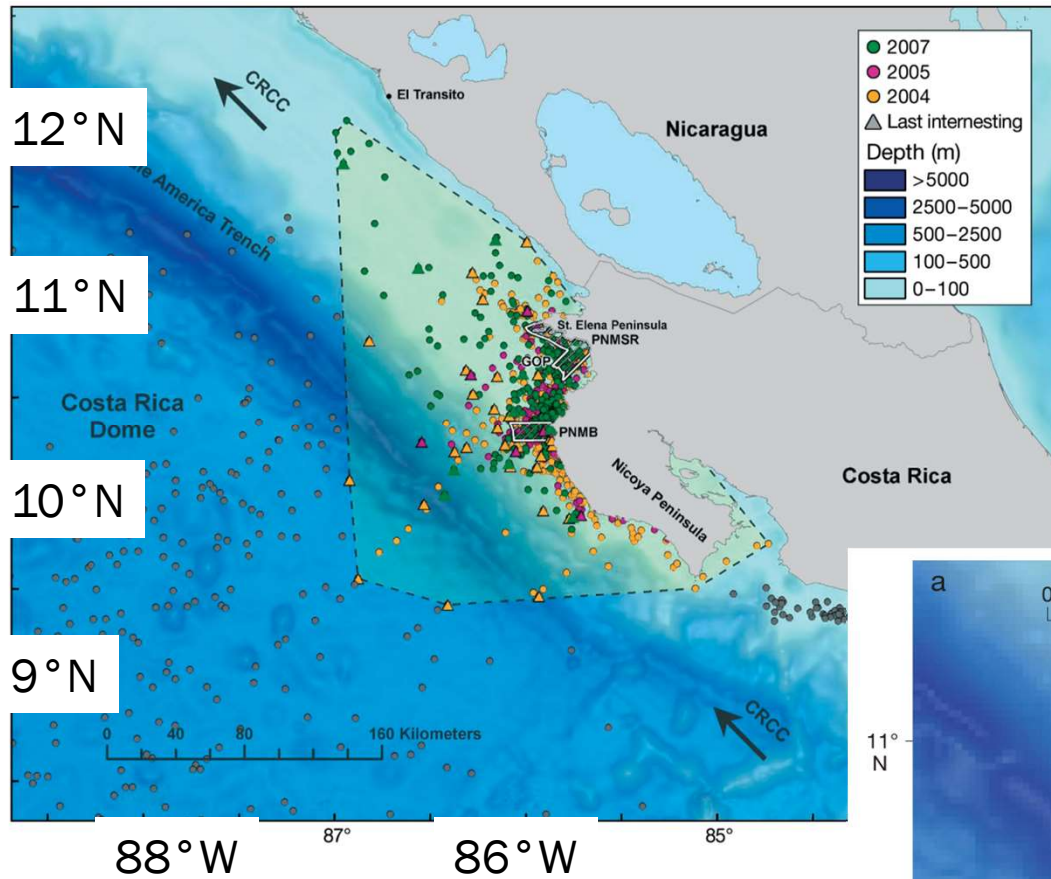 2007
2005
2004
Last internesting
Depth (m)
>5000
2500–5000
500–2500
100–500
0–100
CRCC
El Transito
12°N
Nicaragua
America Trench
11°N
St. Elena Peninsula
PNMSR
GOP
Costa Rica
Dome
PNMB
10°N
Nicoya Peninsula
Costa Rica
9°N
CRCC
0 40 80 160 Kilometers
87°
85°
88°W
86°W
a
0
11°
N